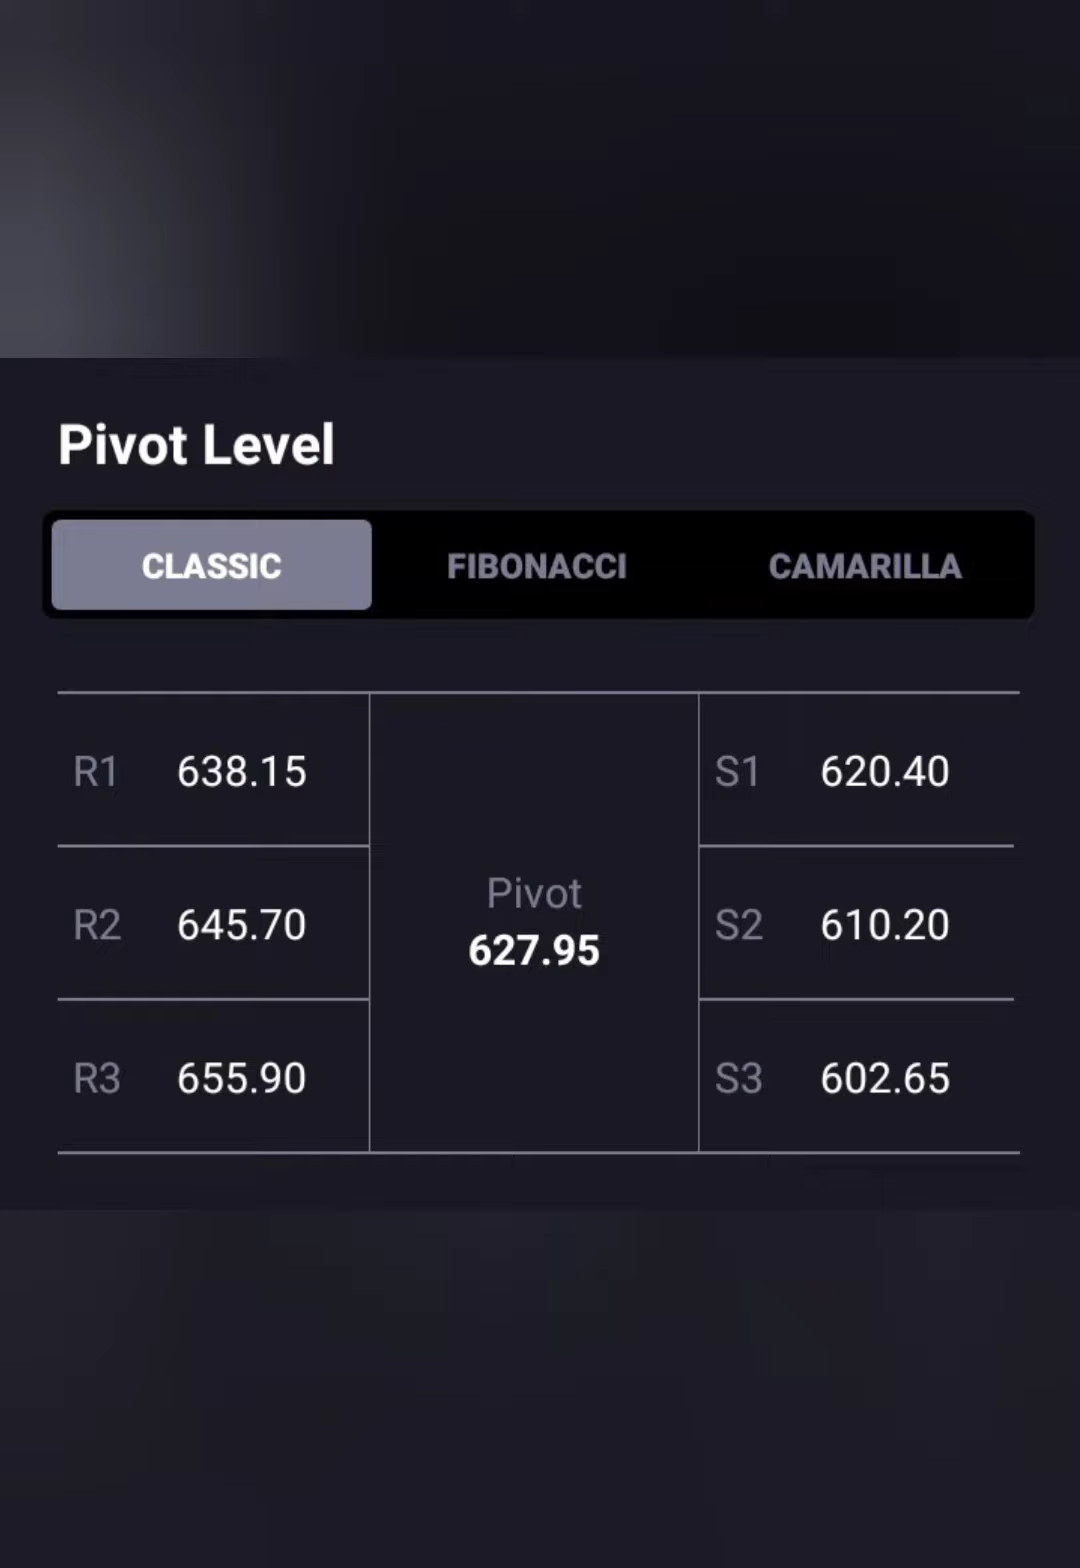 Pivot Level
CLASSIC FIBONACCI CAMARILLA
R1 638.15 S1 620.40
Pivot
R2 645.70 627.95 S2 610.20
R3 655.90 S3 602.65